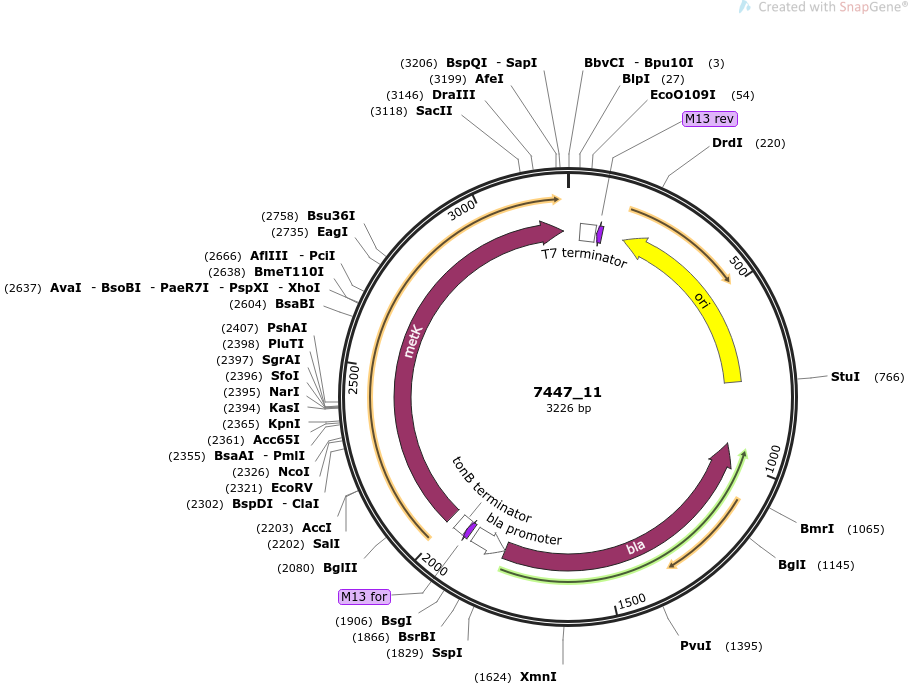 Created with SnapGene®
(3206) BspQI - SapI
(3199) AfeI
(3146) DraIII
(3118) SacII
BbvCI - Bpu10I (3)
BlpI (27)
EcoO109I (54)
M13 rev
DrdI (220)
(2758) Bsu36I
(2735) EagI
(2666) AflIII - PciI
(2638) BmeT110I
(2637) AvaI - BsoBI - PaeR7I - PspXI - XhoI
(2604) BsaBI
(2407) PshAI
(2398) PluTI
(2397) SgrAI
(2396) SfoI
(2395) NarI
(2394) KasI
(2365) KpnI
(2361) Acc65I
(2355) BsaAI - PmlI
(2326) NcoI
(2321) EcoRV
(2302) BspDI - ClaI
(2203) AccI
(2202) SalI
(2080) BglII
M13 for
(1906) BsgI
(1866) BsrBI
(1829) SspI
(1624) XmnI
StuI (766)
BmrI (1065)
BglI (1145)
PvuI (1395)
3000
500
2500
1000
2000
1500
T7 terminator
ori
metK
7447_11
3226 bp
tonB terminator
bla promoter
bla